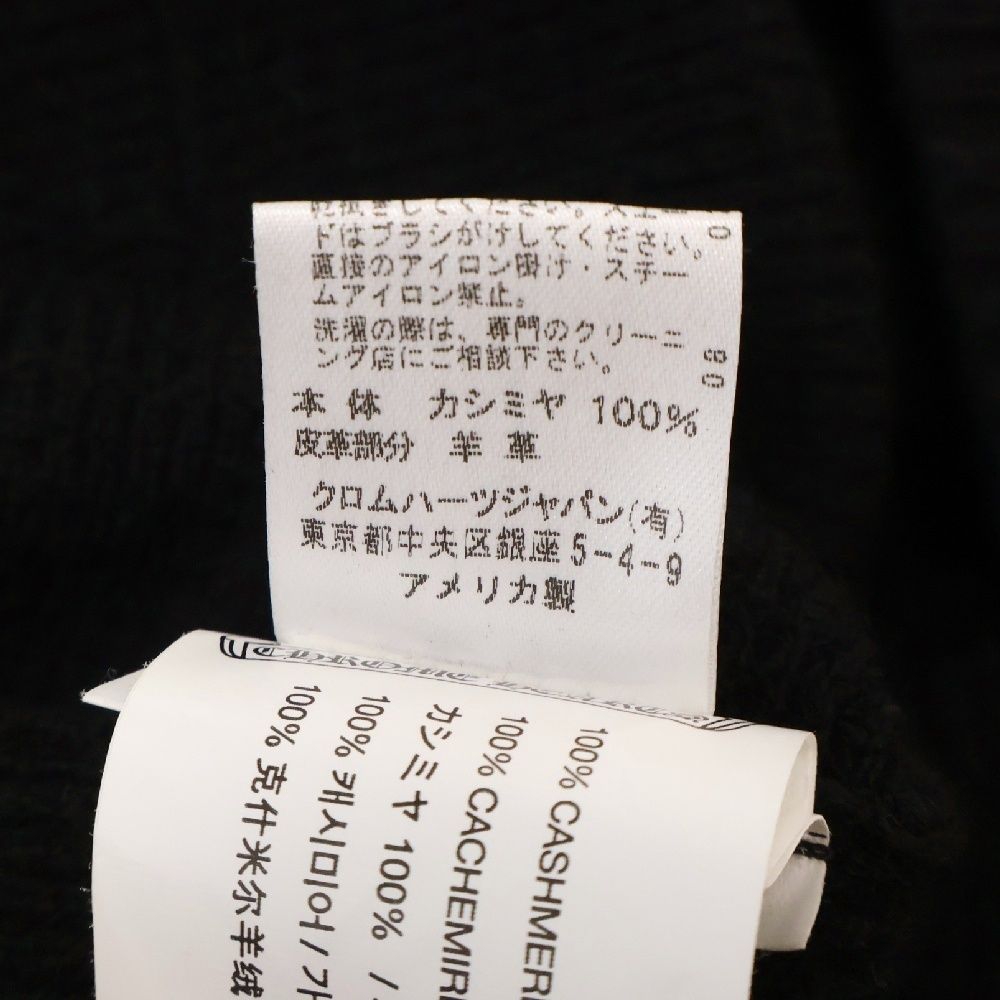 ドはブラシがけしてください。
直接のアイロン掛け・スチー
ムアイロン禁止。
洗濯の際は、専門のクリーニ
ング店にご相談下さい。
90
本 体 カシミヤ 100%
皮革部分 羊 革
クロムハーツジャパン(有)
東京都中央区銀座5-4-9
アメリカ製
100% CASHMER
100% CACHEMIR
カシミヤ 100% /
100% 캐시미어 / 가
100% 克什米尔羊绒